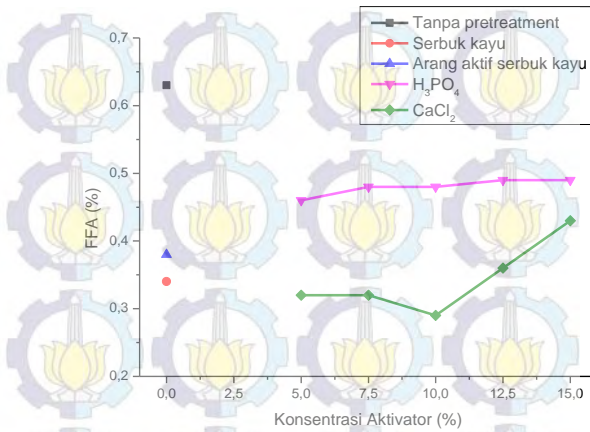 Tanpa pretreatment
Serbuk kayu
Arang aktif serbuk kayu
H₃PO₄
CaCl₂
0,7
0,6
0,5
0,4
0,3
0,2
FFA (%)
0,0 2,5 5,0 7,5 10,0 12,5 15,0
Konsentrasi Aktivator (%)